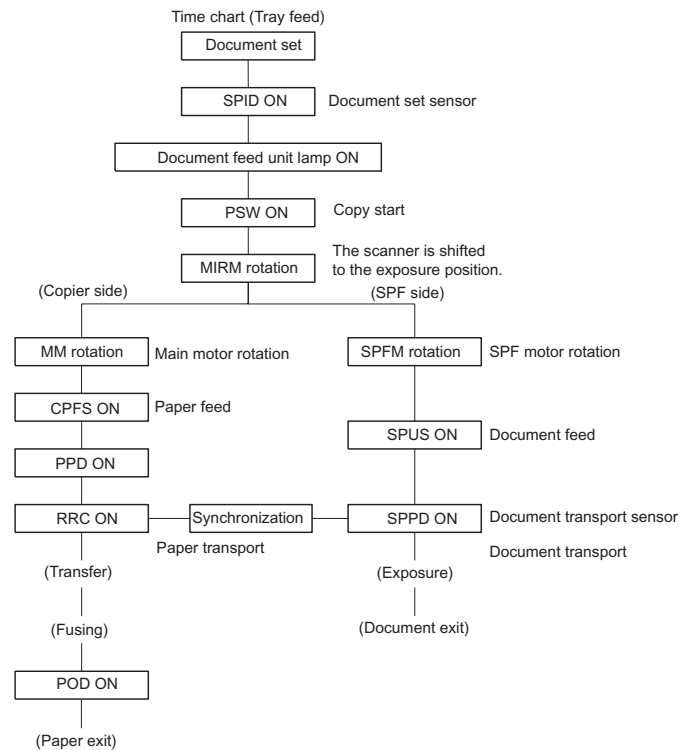 Time chart (Tray feed)
Document set
SPID ON
Document set sensor
Document feed unit lamp ON
PSW ON
Copy start
MIRM rotation
The scanner is shifted
to the exposure position.
(Copier side)
(SPF side)
MM rotation
Main motor rotation
SPFM rotation
SPF motor rotation
CPFS ON
Paper feed
SPUS ON
Document feed
PPD ON
RRC ON
Synchronization
SPPD ON
Document transport sensor
Paper transport
Document transport
(Transfer)
(Exposure)
(Fusing)
(Document exit)
POD ON
(Paper exit)